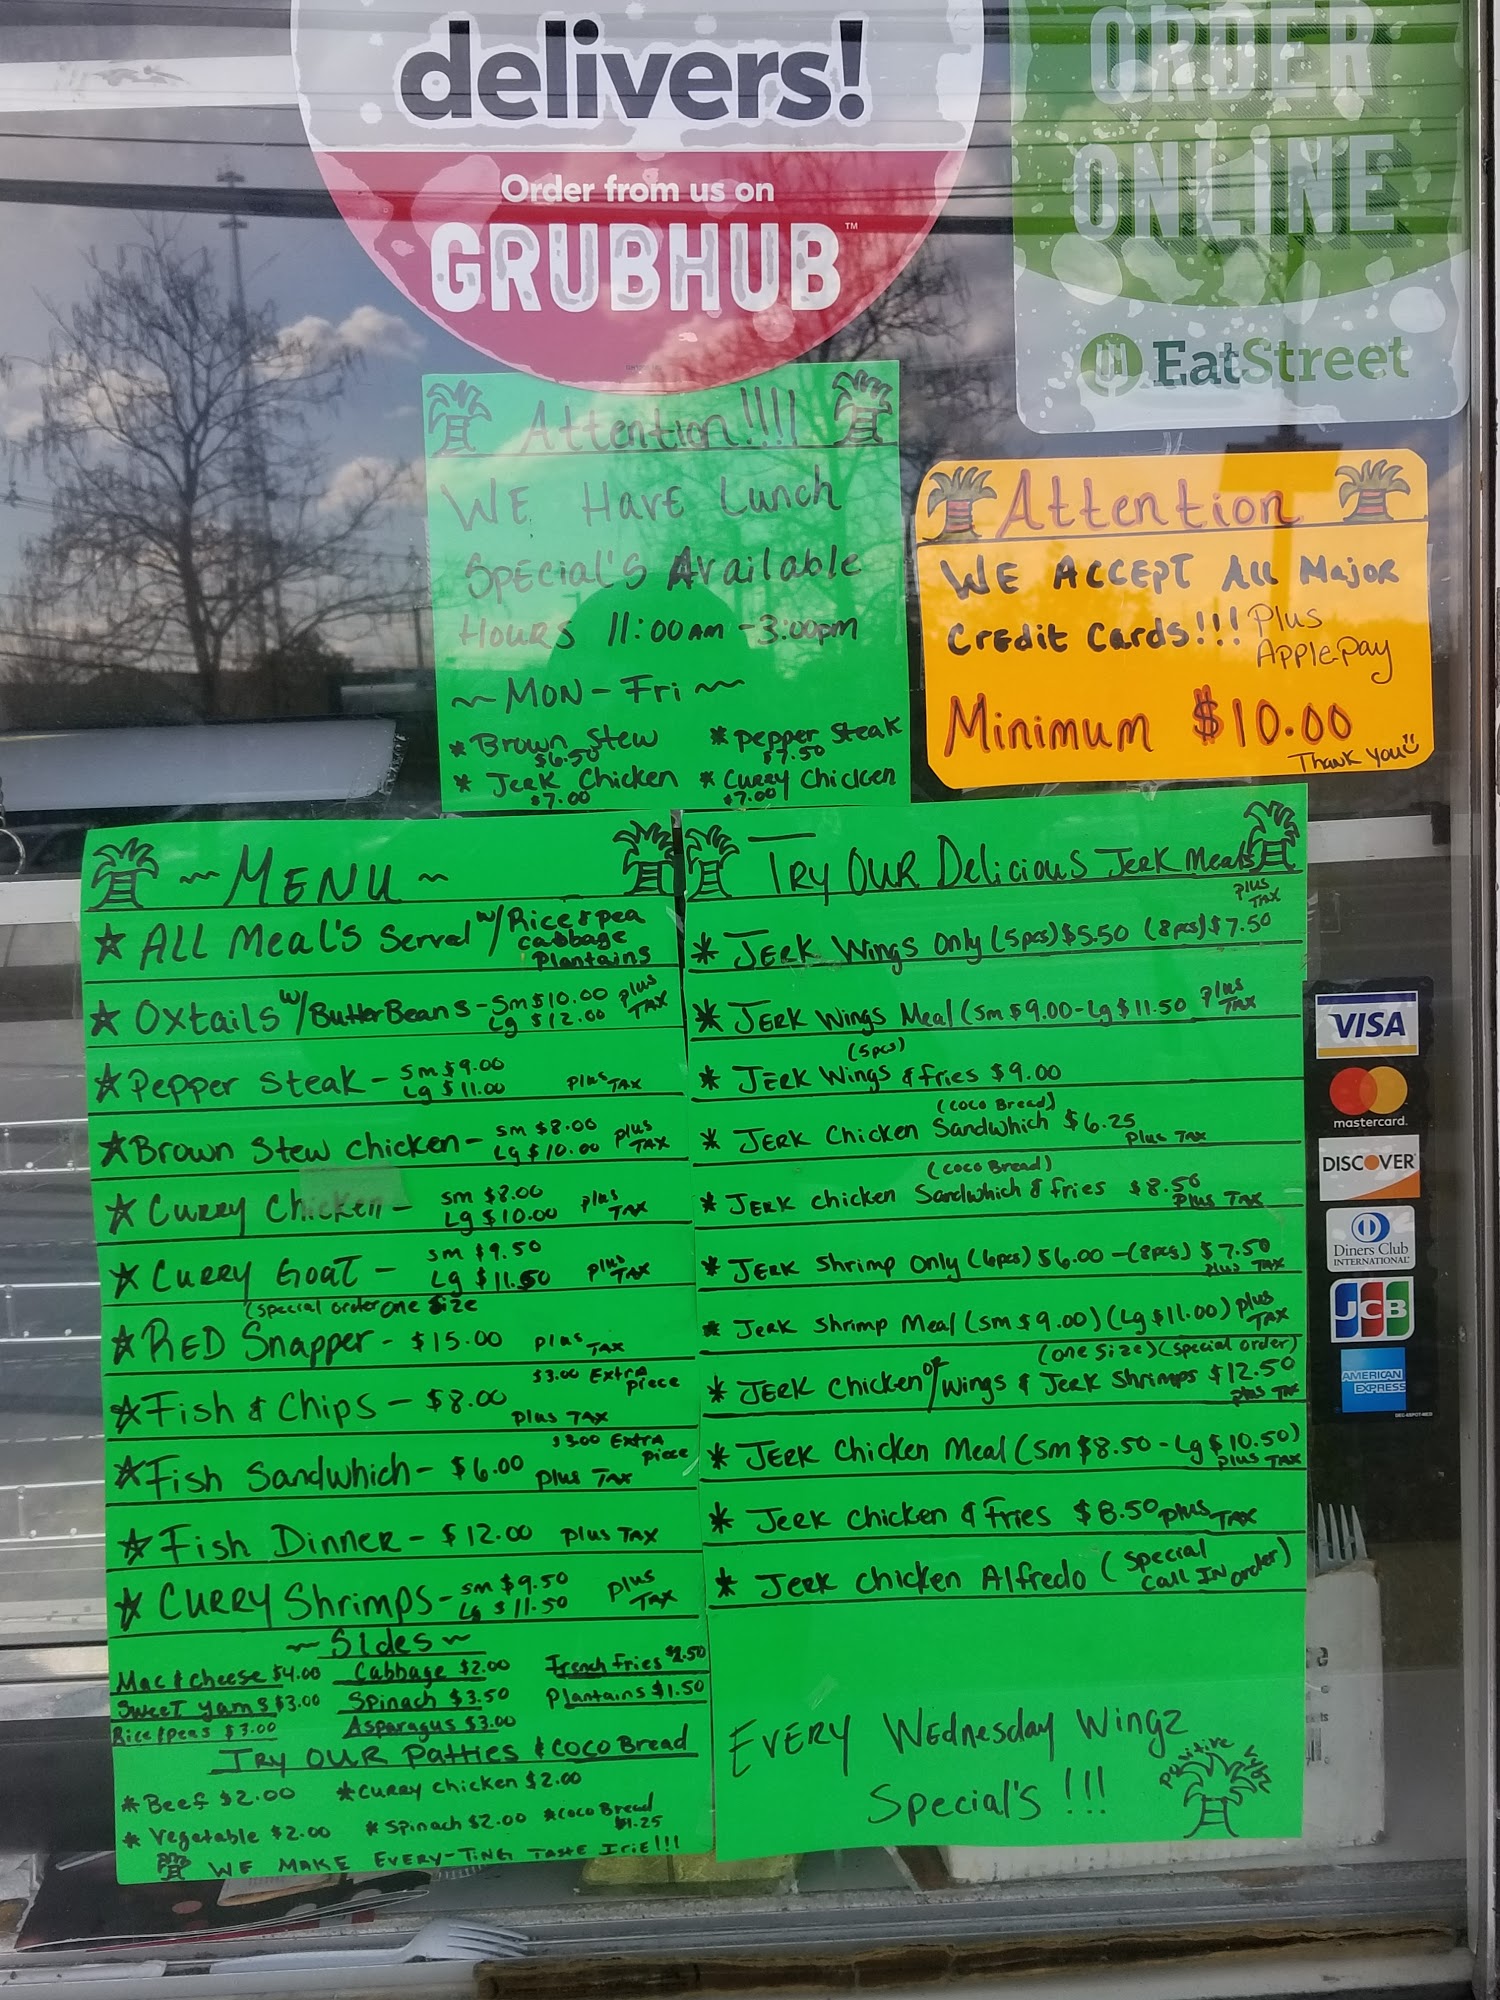 delivers!
Order from us on
GRUBHUB™
ORDER
ONLINE
EatStreet
Attention!!!!
WE HAVE Lunch
SpEcial's Available
Hours 11:00am - 3:00pm
~ MON - Fri ~
* Brown Stew
$6.50
* Pepper Steak
$7.50
* Jerk Chicken
$7.00
* Curry Chicken
$7.00
Attention
WE ACCEPT All Major
Credit Cards!!! Plus
Apple-Pay
Minimum $10.00
Thank You
~ MENU ~
ALL Meal's Served w/ Rice & pea
cabbage
Plantains
Oxtails w/ Butter Beans - Sm $10.00 plus
Lg $12.00 TAX
Pepper Steak - Sm $9.00
Lg $11.00 plus TAX
Brown Stew Chicken - Sm $8.00 plus
Lg $10.00 TAX
Curry Chicken - Sm $8.00 plus
Lg $10.00 TAX
Curry Goat - Sm $9.50
Lg $11.50 plus TAX
(Special order one Size
RED Snapper - $15.00 plus TAX
$3.00 Extra
piece
Fish & Chips - $8.00
plus TAX
$3.00 Extra
piece
Fish Sandwhich - $6.00 plus TAX
Fish Dinner - $12.00 plus TAX
CURRY Shrimps - Sm $9.50 plus
Lg $11.50 TAX
~ Sides ~
Mac & cheese $4.00 Cabbage $2.00 French Fries $2.50
Sweet Yams $3.00 Spinach $3.50 Plantains $1.50
Rice & peas $3.00 Asparagus $3.00
Try OUR Patties & COCO Bread
* Beef $2.00 * Curry Chicken $2.00
* Vegetable $2.00 * Spinach $2.00 * Coco Bread
$1.25
WE MAKE EVERY-TING TASTE IRIE!!!
Try OUR Delicious Jerk Meals
plus
TAX
* JERK Wings Only (5pcs) $5.50 (8pcs) $7.50
* JERK Wings Meal (Sm $9.00 - Lg $11.50 plus
TAX
(5pcs)
* JERK Wings & fries $9.00
(Coco Bread)
* JERK Chicken Sandwhich $6.25
Plus TAX
(Coco Bread)
* JERK chicken Sandwhich & fries $8.50
Plus TAX
* JERK Shrimp Only (6pcs) $6.00 - (8pcs) $7.50
plus TAX
* Jerk Shrimp Meal (Sm $9.00) (Lg $11.00) plus
TAX
(one Size) (Special order)
* JERK Chicken or/ Wings & Jerk Shrimps $12.50
plus TAX
* JERK Chicken Meal (Sm $8.50 - Lg $10.50)
plus TAX
* Jerk chicken & Fries $8.50 plus TAX
* Jerk chicken Alfredo (Special
Call IN order)
EVERY Wednesday Wingz
Special's !!!
Positive
VISA
mastercard.
DISCOVER
Diners Club
INTERNATIONAL
JCB
AMERICAN
EXPRESS